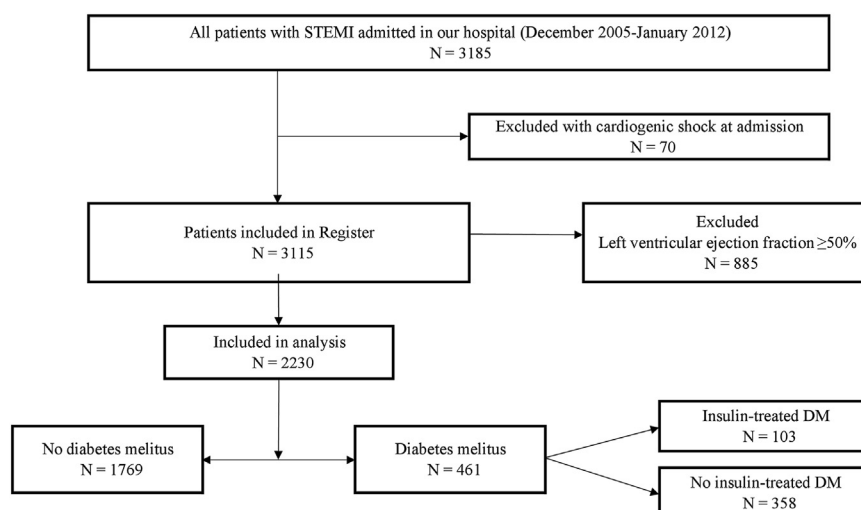 All patients with STEMI admitted in our hospital (December 2005-January 2012)
N = 3185
Excluded with cardiogenic shock at admission
N = 70
Patients included in Register
N = 3115
Excluded
Left ventricular ejection fraction ≥50%
N = 885
Included in analysis
N = 2230
No diabetes melitus
N = 1769
Diabetes melitus
N = 461
Insulin-treated DM
N = 103
No insulin-treated DM
N = 358